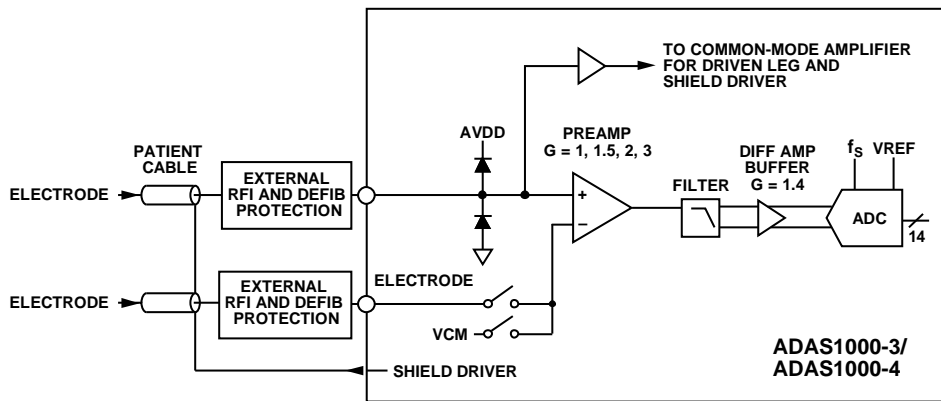 TO COMMON-MODE AMPLIFIER
FOR DRIVEN LEG AND
SHIELD DRIVER
AVDD
PREAMP
G = 1, 1.5, 2, 3
PATIENT
CABLE
DIFF AMP
BUFFER
G = 1.4
fS VREF
ELECTRODE
EXTERNAL
RFI AND DEFIB
PROTECTION
+
–
FILTER
ADC
14
ELECTRODE
ELECTRODE
EXTERNAL
RFI AND DEFIB
PROTECTION
VCM
SHIELD DRIVER
ADAS1000-3/
ADAS1000-4